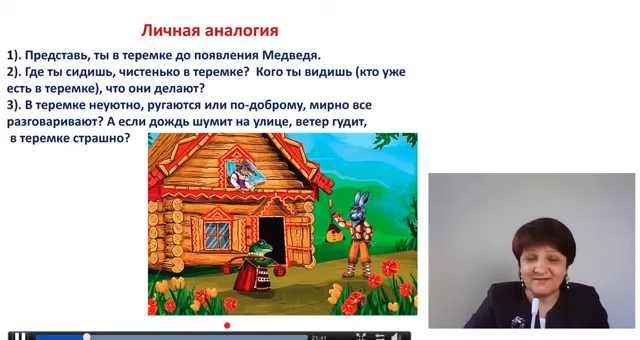 Личная аналогия
1). Представь, ты в теремке до появления Медведя.
2). Где ты сидишь, чистенько в теремке? Кого ты видишь (кто уже
есть в теремке), что они делают?
3). В теремке неуютно, ругаются или по-доброму, мирно все
разговаривают? А если дождь шумит на улице, ветер гудит,
в теремке страшно?
21:41